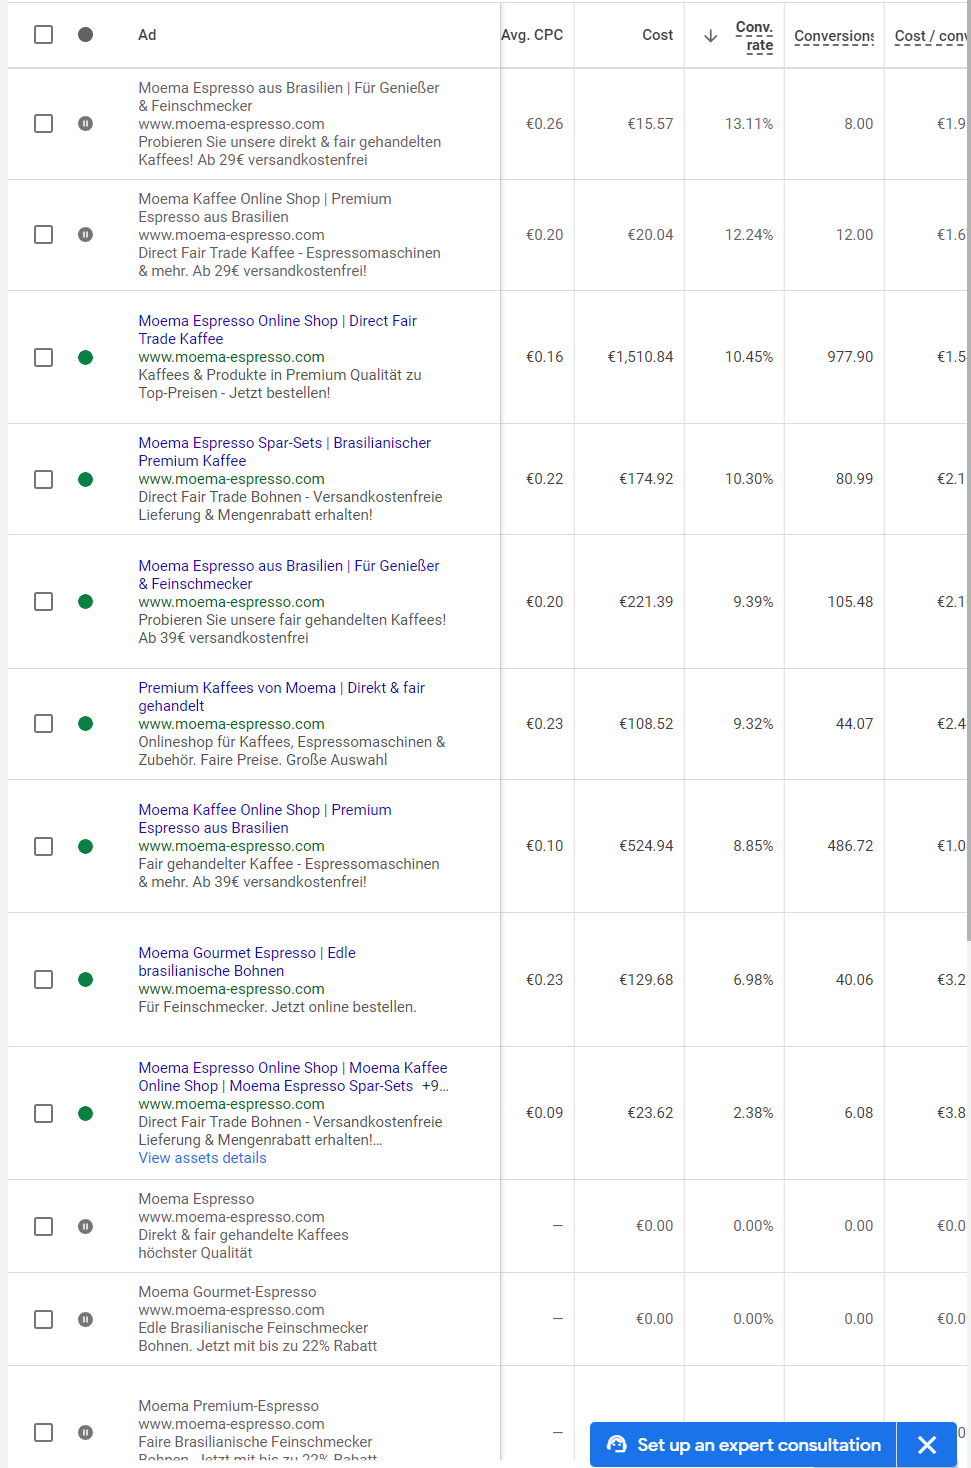 Ad Avg. CPC Cost Conv. rate Conversions Cost / conv
Moema Espresso aus Brasilien | Für Genießer
& Feinschmecker
www.moema-espresso.com
Probieren Sie unsere direkt & fair gehandelten
Kaffees! Ab 29€ versandkostenfrei
€0.26 €15.57 13.11% 8.00 €1.9
Moema Kaffee Online Shop | Premium
Espresso aus Brasilien
www.moema-espresso.com
Direct Fair Trade Kaffee - Espressomaschinen
& mehr. Ab 29€ versandkostenfrei!
€0.20 €20.04 12.24% 12.00 €1.6
Moema Espresso Online Shop | Direct Fair
Trade Kaffee
www.moema-espresso.com
Kaffees & Produkte in Premium Qualität zu
Top-Preisen - Jetzt bestellen!
€0.16 €1,510.84 10.45% 977.90 €1.5
Moema Espresso Spar-Sets | Brasilianischer
Premium Kaffee
www.moema-espresso.com
Direct Fair Trade Bohnen - Versandkostenfreie
Lieferung & Mengenrabatt erhalten!
€0.22 €174.92 10.30% 80.99 €2.1
Moema Espresso aus Brasilien | Für Genießer
& Feinschmecker
www.moema-espresso.com
Probieren Sie unsere fair gehandelten Kaffees!
Ab 39€ versandkostenfrei
€0.20 €221.39 9.39% 105.48 €2.1
Premium Kaffees von Moema | Direkt & fair
gehandelt
www.moema-espresso.com
Onlineshop für Kaffees, Espressomaschinen &
Zubehör. Faire Preise. Große Auswahl
€0.23 €108.52 9.32% 44.07 €2.4
Moema Kaffee Online Shop | Premium
Espresso aus Brasilien
www.moema-espresso.com
Fair gehandelter Kaffee - Espressomaschinen
& mehr. Ab 39€ versandkostenfrei!
€0.10 €524.94 8.85% 486.72 €1.0
Moema Gourmet Espresso | Edle
brasilianische Bohnen
www.moema-espresso.com
Für Feinschmecker. Jetzt online bestellen.
€0.23 €129.68 6.98% 40.06 €3.2
Moema Espresso Online Shop | Moema Kaffee
Online Shop | Moema Espresso Spar-Sets +9...
www.moema-espresso.com
Direct Fair Trade Bohnen - Versandkostenfreie
Lieferung & Mengenrabatt erhalten!...
View assets details
€0.09 €23.62 2.38% 6.08 €3.8
Moema Espresso
www.moema-espresso.com
Direkt & fair gehandelte Kaffees
höchster Qualität
— €0.00 0.00% 0.00 €0.0
Moema Gourmet-Espresso
www.moema-espresso.com
Edle Brasilianische Feinschmecker
Bohnen. Jetzt mit bis zu 22% Rabatt
— €0.00 0.00% 0.00 €0.0
Moema Premium-Espresso
www.moema-espresso.com
Faire Brasilianische Feinschmecker
Bohnen. Jetzt mit bis zu 22% Rabatt
— 0
Set up an expert consultation